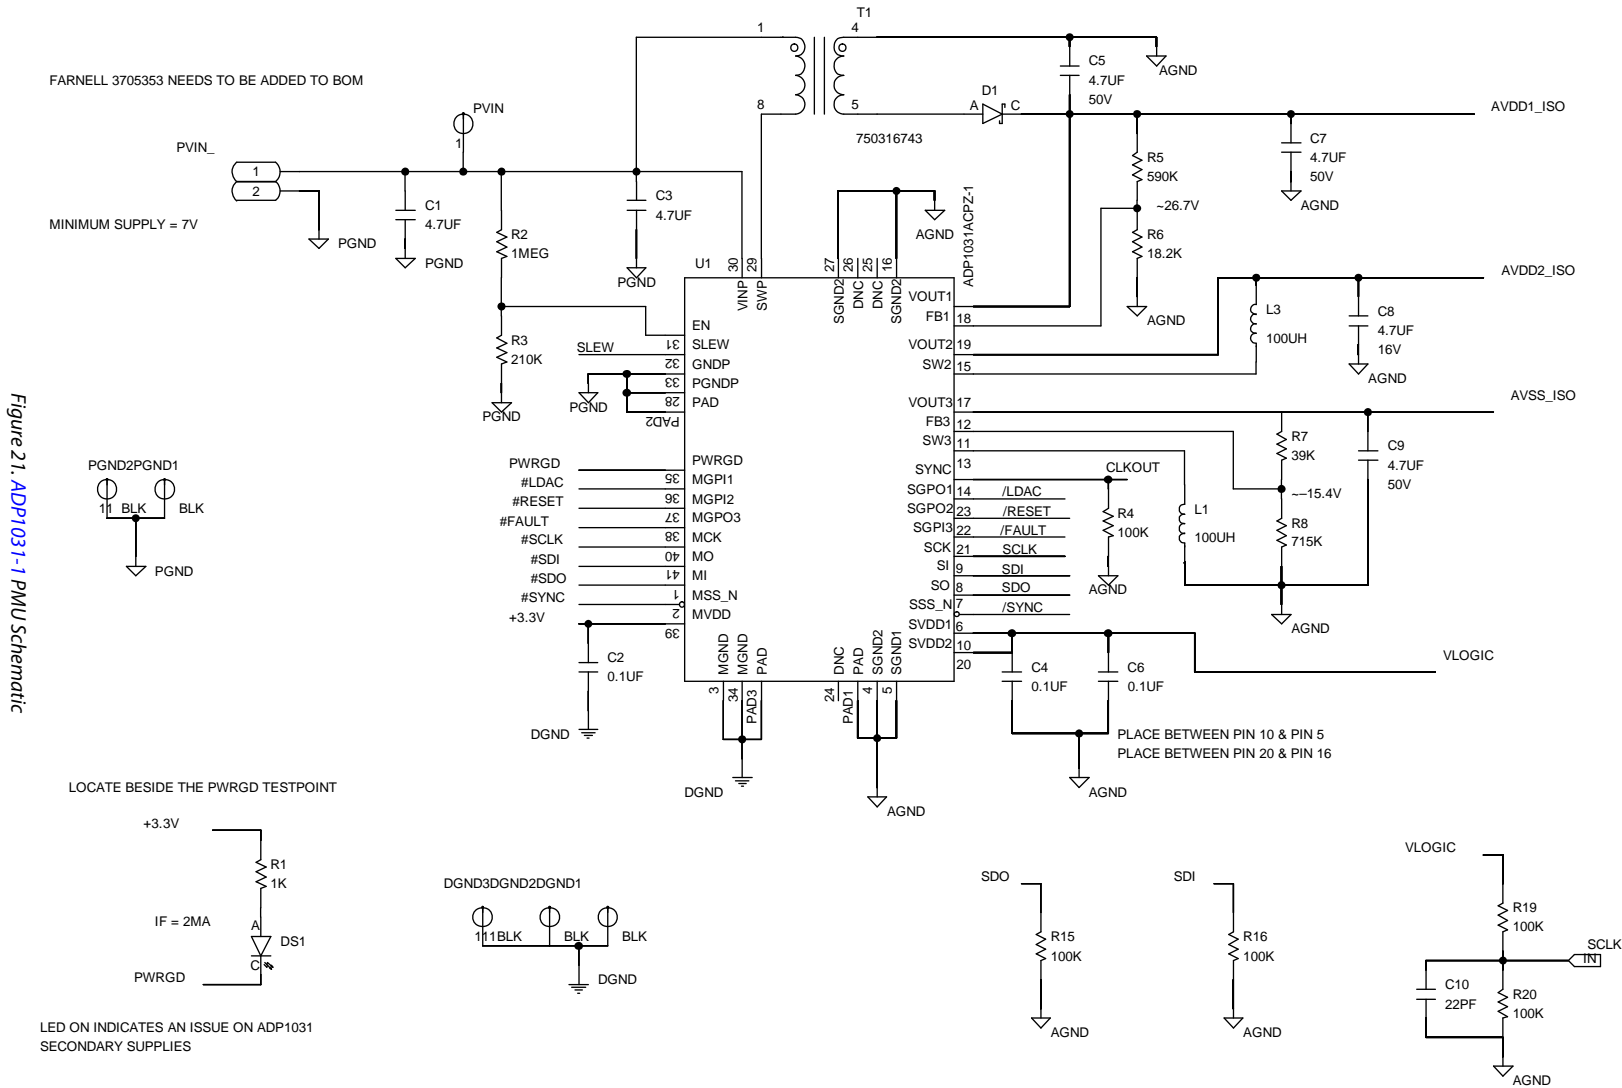 T1
1
4
8
5
750316743
FARNELL 3705353 NEEDS TO BE ADDED TO BOM
PVIN
1
PVIN_
1
2
MINIMUM SUPPLY = 7V
PGND
C1
4.7UF
PGND
R2
1MEG
R3
210K
PGND
C3
4.7UF
PGND
C5
4.7UF
50V
AGND
D1
A
C
AVDD1_ISO
R5
590K
~26.7V
R6
18.2K
AGND
C7
4.7UF
50V
AGND
AVDD2_ISO
L3
100UH
C8
4.7UF
16V
AGND
AVSS_ISO
R7
39K
~–15.4V
R8
715K
C9
4.7UF
50V
L1
100UH
AGND
CLKOUT
R4
100K
AGND
AGND
U1
ADP1031ACPZ-1
30
29
27
26
25
16
VINP
SWP
SGND2
DNC
DNC
SGND2
EN
31
SLEW
SLEW
32
GNDP
33
PGNDP
28
PAD
PAD2
PGND
PWRGD
PWRGD
35
#LDAC
MGPI1
36
#RESET
MGPI2
37
#FAULT
MGPO3
38
#SCLK
MCK
40
#SDI
MO
41
#SDO
MI
1
#SYNC
MSS_N
2
+3.3V
MVDD
39
VOUT1
FB1
18
VOUT2
19
SW2
15
VOUT3
17
FB3
12
SW3
11
SYNC
13
SGPO1
14
/LDAC
SGPO2
23
/RESET
SGPI3
22
/FAULT
SCK
21
SCLK
SI
9
SDI
SO
8
SDO
SSS_N
7
/SYNC
SVDD1
6
SVDD2
10
20
MGND
MGND
PAD
DNC
PAD
SGND2
SGND1
3
34
PAD3
24
PAD1
4
5
C2
0.1UF
DGND
DGND
AGND
C4
0.1UF
C6
0.1UF
VLOGIC
PLACE BETWEEN PIN 10 & PIN 5
PLACE BETWEEN PIN 20 & PIN 16
AGND
PGND2PGND1
11 BLK
BLK
PGND
Figure 21. ADP1031-1 PMU Schematic
LOCATE BESIDE THE PWRGD TESTPOINT
+3.3V
R1
1K
IF = 2MA
A
DS1
C
PWRGD
LED ON INDICATES AN ISSUE ON ADP1031
SECONDARY SUPPLIES
DGND3DGND2DGND1
111BLK
BLK
BLK
DGND
SDO
R15
100K
AGND
SDI
R16
100K
AGND
VLOGIC
R19
100K
SCLK
IN
C10
22PF
R20
100K
AGND